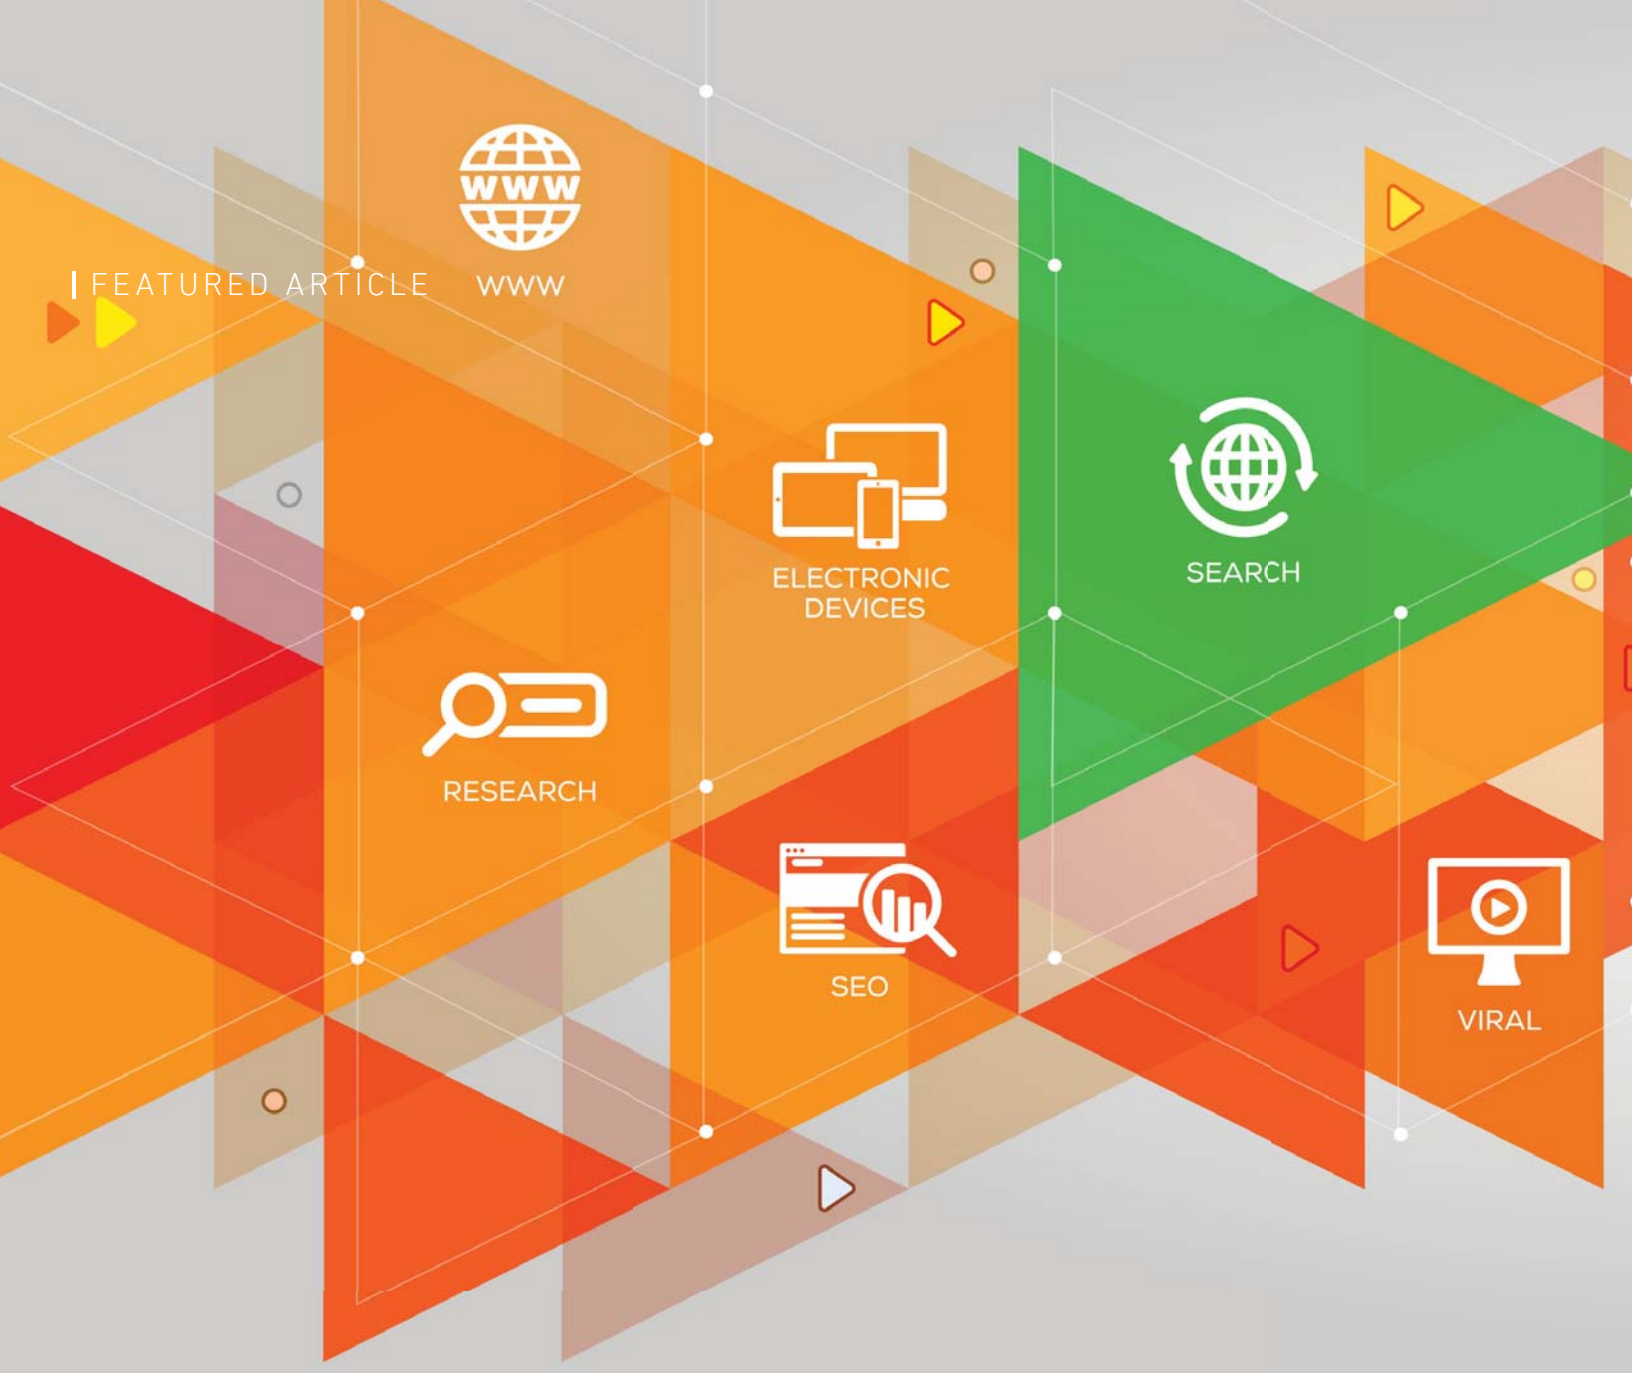 WWW
WWW
| FEATURED ARTICLE
ELECTRONIC
DEVICES
SEARCH
RESEARCH
SEO
VIRAL